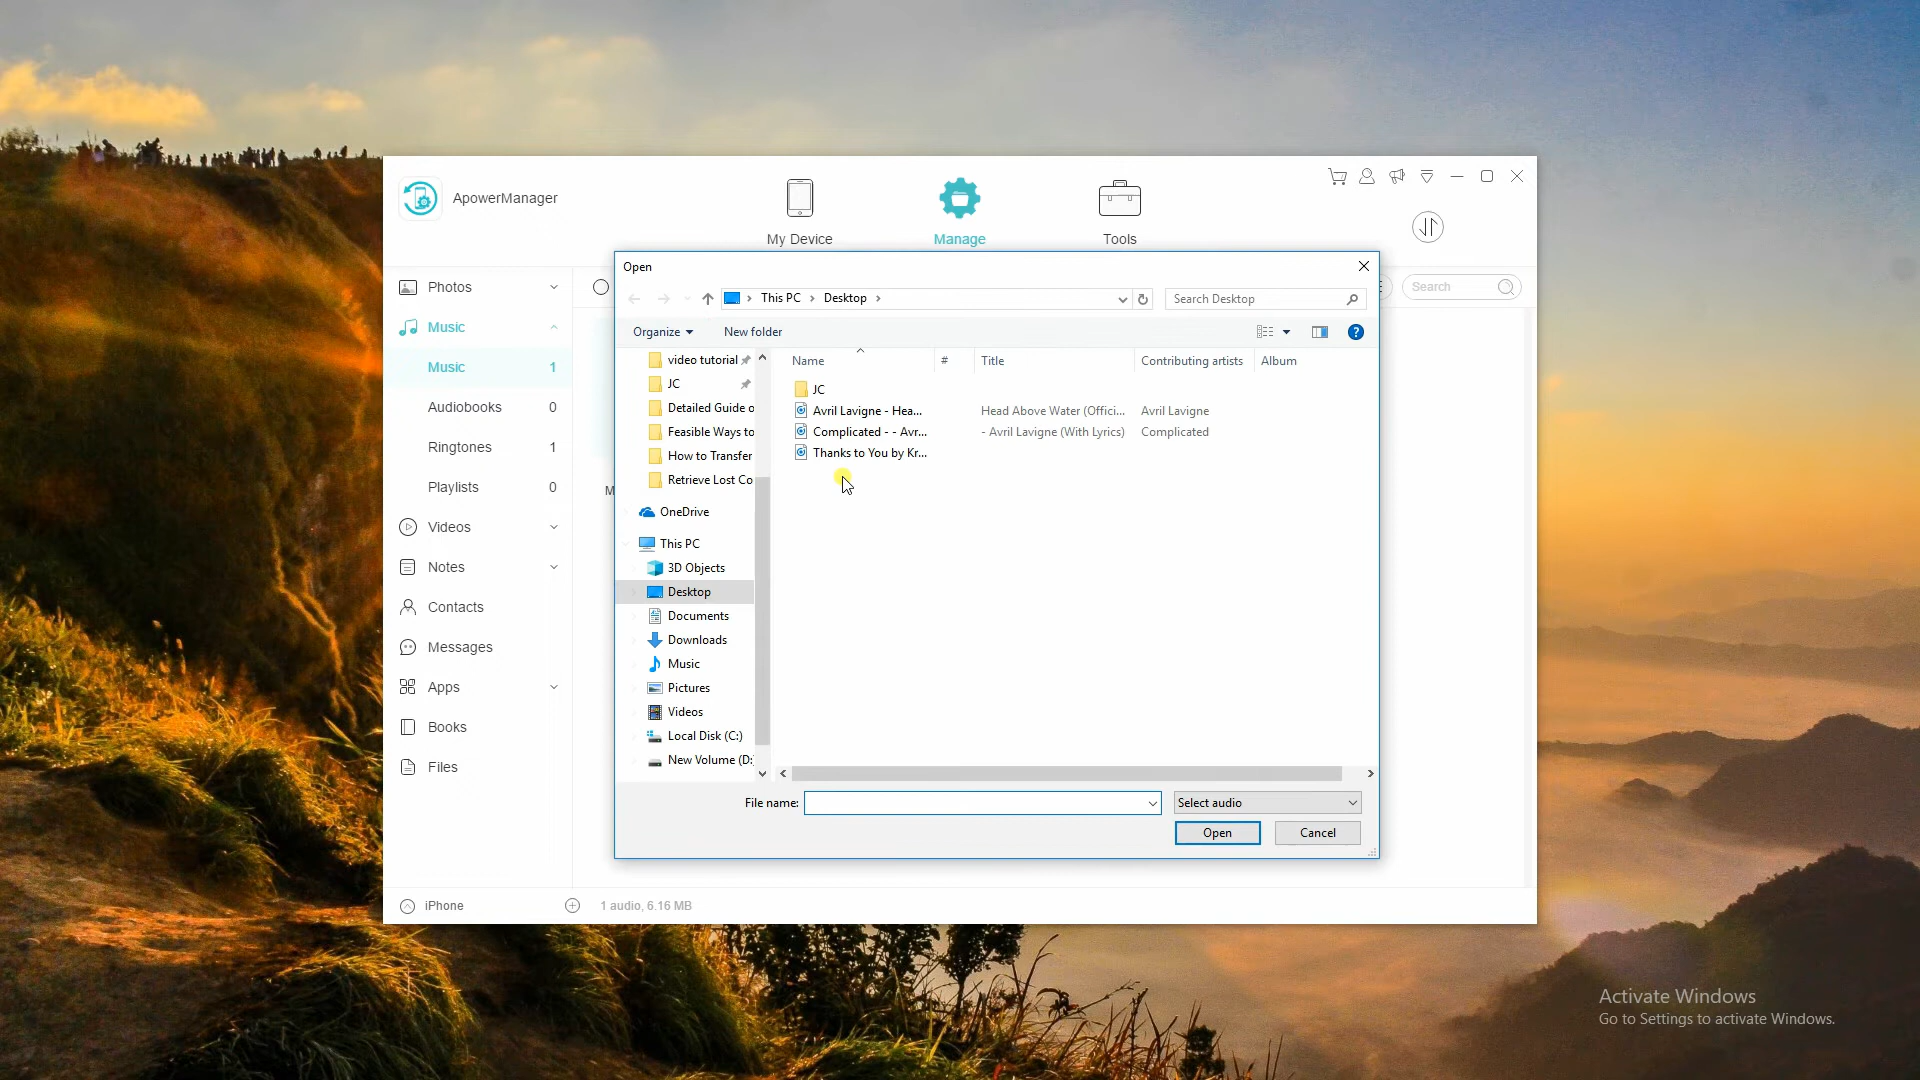 ApowerManager
My Device
Manage
Tools
Photos
Music
Music 1
Audiobooks 0
Ringtones 1
Playlists 0
Videos
Notes
Contacts
Messages
Apps
Books
Files
Search
Open
This PC
Desktop
Search Desktop
Organize
New folder
video tutorial
JC
Detailed Guide o
Feasible Ways to
How to Transfer
Retrieve Lost Co
OneDrive
This PC
3D Objects
Desktop
Documents
Downloads
Music
Pictures
Videos
Local Disk (C:)
New Volume (D:
Name # Title Contributing artists Album
JC
Avril Lavigne - Hea... Head Above Water (Offici... Avril Lavigne
Complicated - - Avr... - Avril Lavigne (With Lyrics) Complicated
Thanks to You by Kr...
File name:
Select audio
Open
Cancel
iPhone
1 audio, 6.16 MB
Activate Windows
Go to Settings to activate Windows.